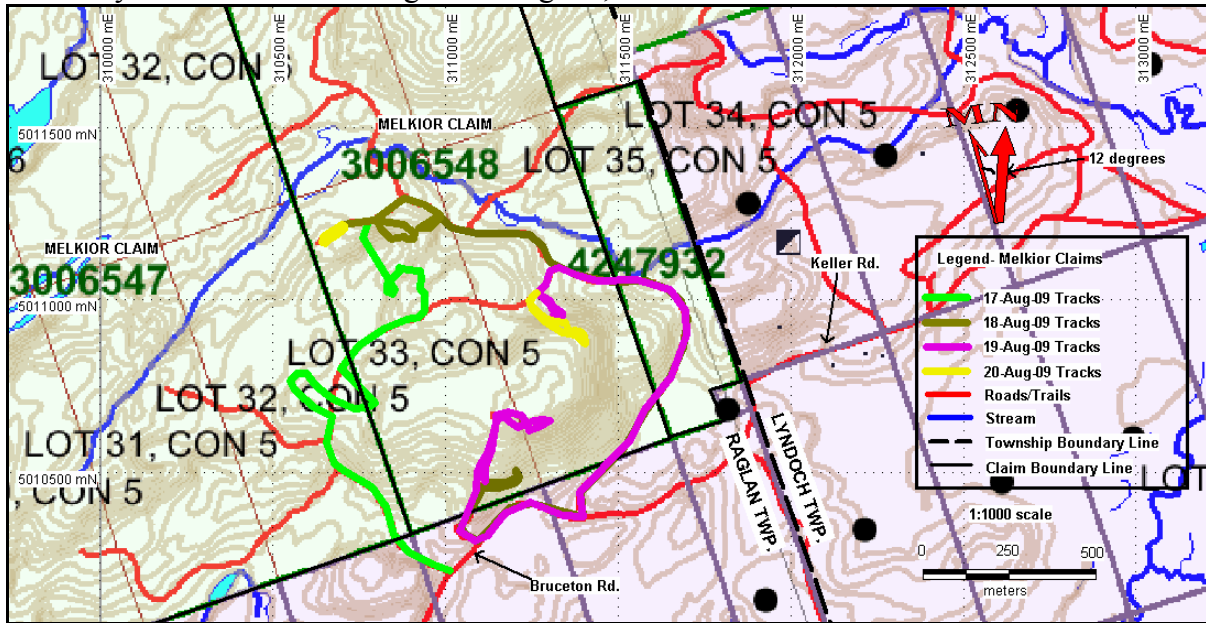 310000 mE
310500 mE
311000 mE
311500 mE
312000 mE
312500 mE
313000 mE
LOT 32, CON 6
5011500 mN
MELKIOR CLAIM
3006548
LOT 34, CON 5
LOT 35, CON 5
MN
12 degrees
6
MELKIOR CLAIM
3006547
4247932
Keller Rd.
5011000 mN
LOT 33, CON 5
LOT 32, CON 5
LOT 31, CON 5
5010500 mN
, CON 5
Legend- Melkior Claims
17-Aug-09 Tracks
18-Aug-09 Tracks
19-Aug-09 Tracks
20-Aug-09 Tracks
Roads/Trails
Stream
Township Boundary Line
Claim Boundary Line
LOT
RAGLAN TWP.
LYNDOCH TWP.
1:1000 scale
0 250 500
meters
Bruceton Rd.